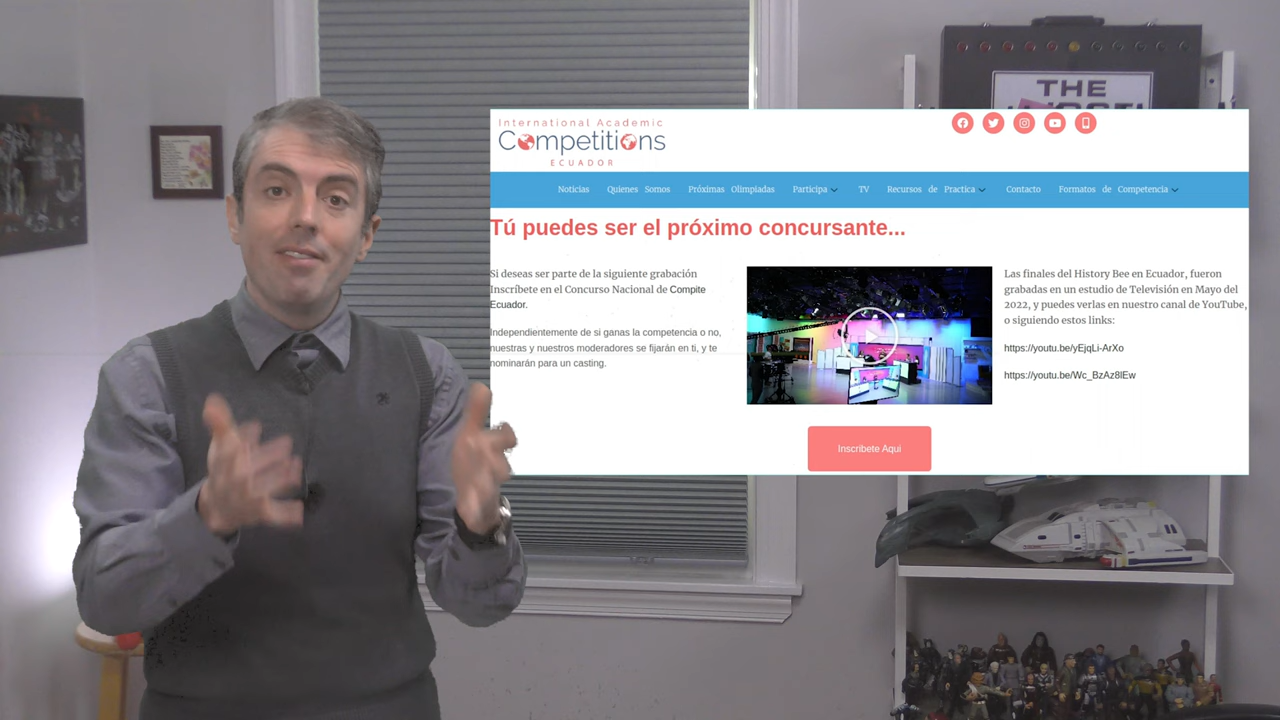 THE
International Academic
Competitions
ECUADOR
Noticias Quienes Somos Próximas Olimpiadas Participa TV Recursos de Practica Contacto Formatos de Competencia
Tú puedes ser el próximo concursante...
Si deseas ser parte de la siguiente grabación
Inscríbete en el Concurso Nacional de Compite
Ecuador.
Independientemente de si ganas la competencia o no,
nuestras y nuestros moderadores se fijarán en ti, y te
nominarán para un casting.
Las finales del History Bee en Ecuador, fueron
grabadas en un estudio de Televisión en Mayo del
2022, y puedes verlas en nuestro canal de YouTube,
o siguiendo estos links:
https://youtu.be/yEjqLi-ArXo
https://youtu.be/Wc_BzAz8lEw
Inscribete Aqui